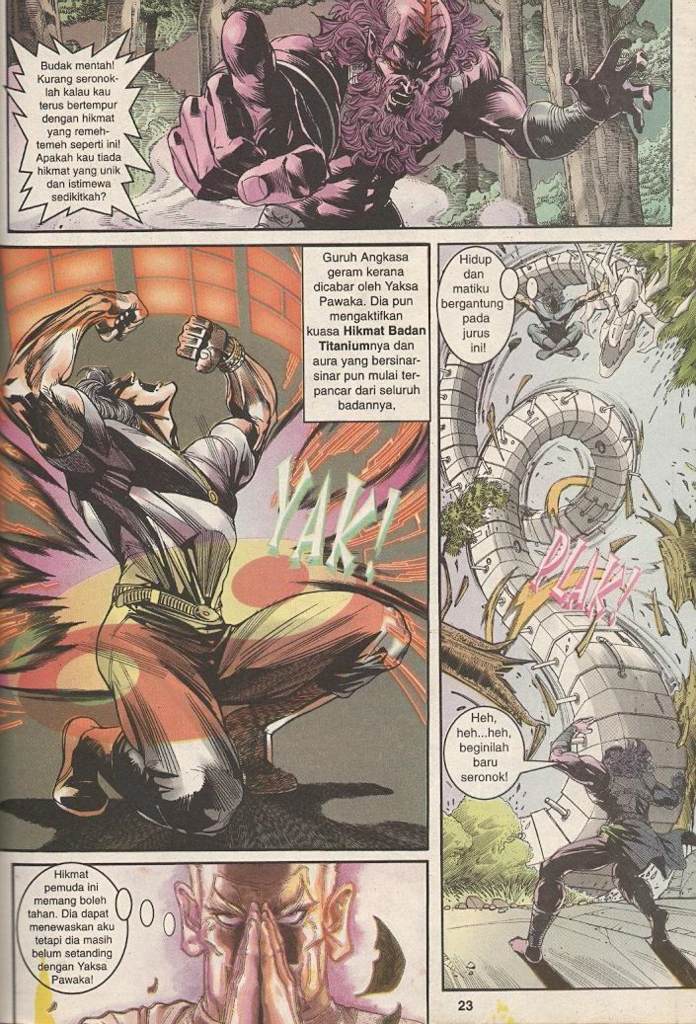 Budak mentah!
Kurang seronok-
lah kalau kau
terus bertempur
dengan hikmat
yang remeh-
temeh seperti ini!
Apakah kau tiada
hikmat yang unik
dan istimewa
sedikitkah?
Guruh Angkasa
geram kerana
dicabar oleh Yaksa
Pawaka. Dia pun
mengaktifkan
kuasa Hikmat Badan
Titaniumnya dan
aura yang bersinar-
sinar pun mulai ter-
pancar dari seluruh
badannya,
YAK!
Hidup
dan
matiku
bergantung
pada
jurus
ini!
PLAK!
Heh,
heh...heh,
beginilah
baru
seronok!
Hikmat
pemuda ini
memang boleh
tahan. Dia dapat
menewaskan aku
tetapi dia masih
belum setanding
dengan Yaksa
Pawaka!
23